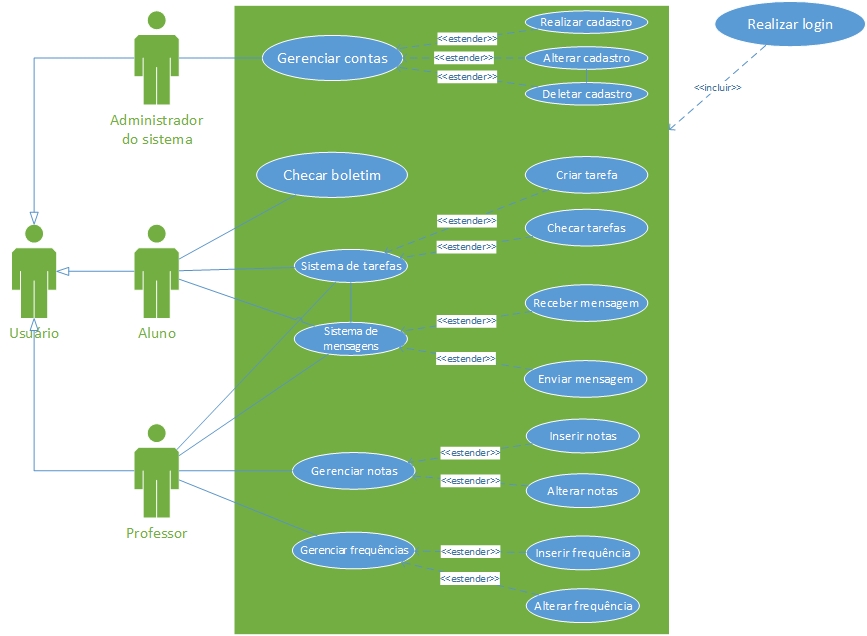 Realizar cadastro
Realizar login
<<estender>>
Gerenciar contas
<<estender>>
Alterar cadastro
<<estender>>
Deletar cadastro
<<incluir>>
Administrador
do sistema
Checar boletim
Criar tarefa
<<estender>>
Checar tarefas
<<estender>>
Sistema de tarefas
Receber mensagem
<<estender>>
Usuário
Aluno
Sistema de
mensagens
<<estender>>
Enviar mensagem
Inserir notas
<<estender>>
Gerenciar notas
<<estender>>
Alterar notas
Professor
Gerenciar frequências
<<estender>>
Inserir frequência
<<estender>>
Alterar frequência